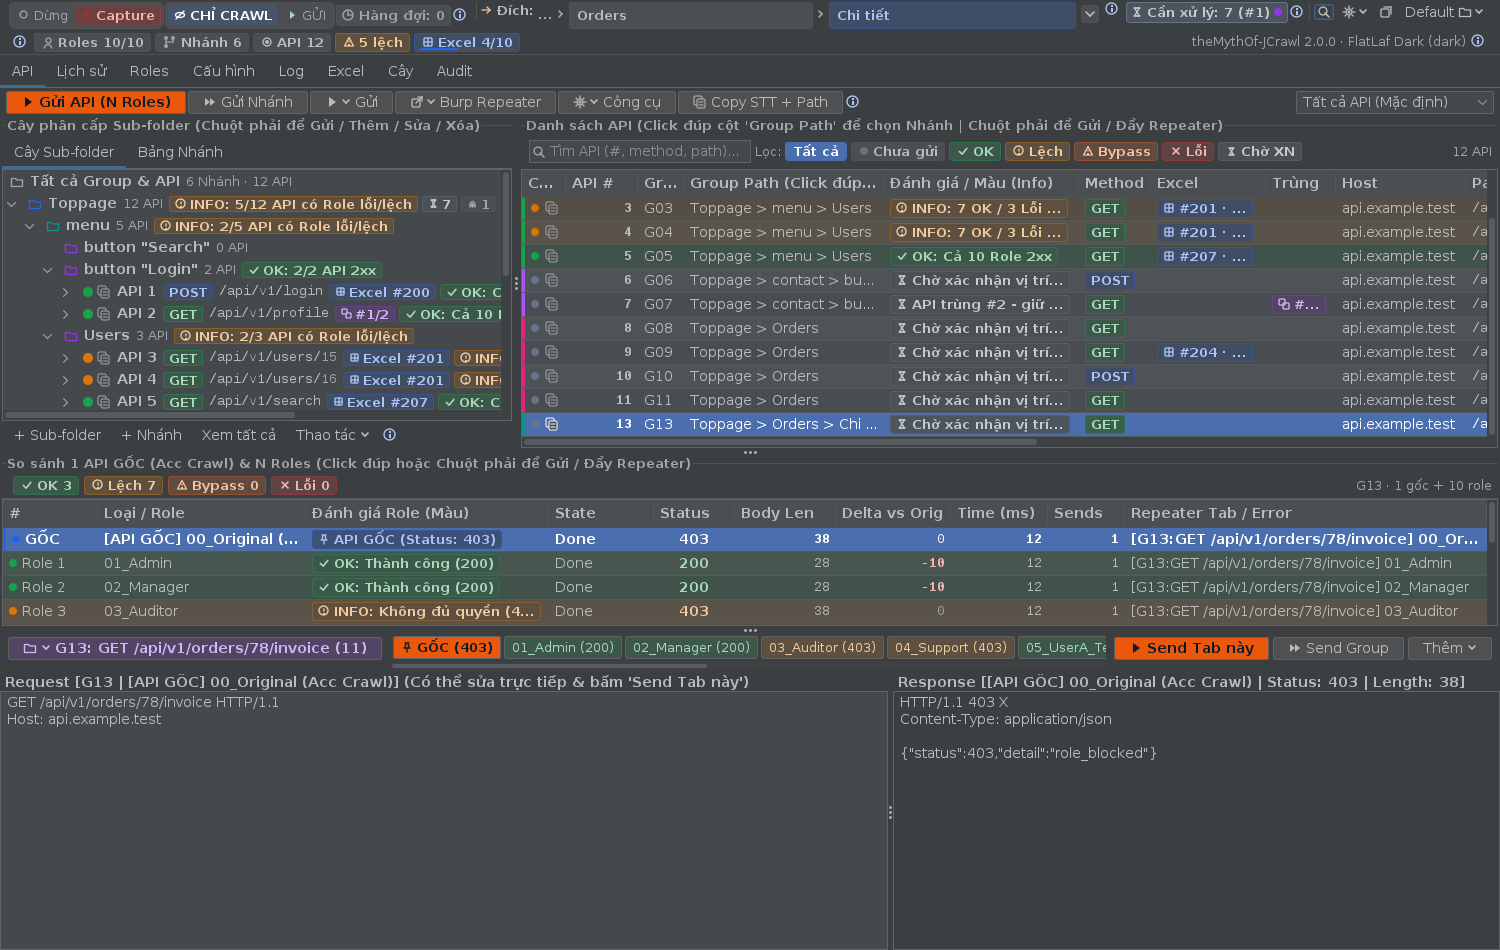 Dừng Capture CHỈ CRAWL GỬI Hàng đợi: 0 Đích: ... Orders Chi tiết Cần xử lý: 7 (#1) Default
Roles 10/10 Nhánh 6 API 12 5 lệch Excel 4/10 theMythOf-JCrawl 2.0.0 · FlatLaf Dark (dark)
API Lịch sử Roles Cấu hình Log Excel Cây Audit
Gửi API (N Roles) Gửi Nhánh Gửi Burp Repeater Công cụ Copy STT + Path Tất cả API (Mặc định)
Cây phân cấp Sub-folder (Chuột phải để Gửi / Thêm / Sửa / Xóa)
Cây Sub-folder Bảng Nhánh
Tất cả Group & API 6 Nhánh · 12 API
Toppage 12 API INFO: 5/12 API có Role lỗi/lệch 7 1
menu 5 API INFO: 2/5 API có Role lỗi/lệch
button "Search" 0 API
button "Login" 2 API OK: 2/2 API 2xx
API 1 POST /api/v1/login Excel #200 OK: C
API 2 GET /api/v1/profile #1/2 OK: Cả 10
Users 3 API INFO: 2/3 API có Role lỗi/lệch
API 3 GET /api/v1/users/15 Excel #201 INF
API 4 GET /api/v1/users/16 Excel #201 INF
API 5 GET /api/v1/search Excel #207 OK: C
+ Sub-folder + Nhánh Xem tất cả Thao tác
Danh sách API (Click đúp cột 'Group Path' để chọn Nhánh | Chuột phải để Gửi / Đẩy Repeater)
Tìm API (#, method, path)... Lọc: Tất cả Chưa gửi OK Lệch Bypass Lỗi Chờ XN 12 API
C... API # Gr... Group Path (Click đúp... Đánh giá / Màu (Info) Method Excel Trùng Host Pa
3 G03 Toppage > menu > Users INFO: 7 OK / 3 Lỗi ... GET #201 · ... api.example.test /a
4 G04 Toppage > menu > Users INFO: 7 OK / 3 Lỗi ... GET #201 · ... api.example.test /a
5 G05 Toppage > menu > Users OK: Cả 10 Role 2xx GET #207 · ... api.example.test /a
6 G06 Toppage > contact > bu... Chờ xác nhận vị trí... POST api.example.test /a
7 G07 Toppage > contact > bu... API trùng #2 - giữ ... GET #... api.example.test /a
8 G08 Toppage > Orders Chờ xác nhận vị trí... GET api.example.test /a
9 G09 Toppage > Orders Chờ xác nhận vị trí... GET #204 · ... api.example.test /a
10 G10 Toppage > Orders Chờ xác nhận vị trí... POST api.example.test /a
11 G11 Toppage > Orders Chờ xác nhận vị trí... GET api.example.test /a
13 G13 Toppage > Orders > Chi ... Chờ xác nhận vị trí... GET api.example.test /a
So sánh 1 API GỐC (Acc Crawl) & N Roles (Click đúp hoặc Chuột phải để Gửi / Đẩy Repeater)
OK 3 Lệch 7 Bypass 0 Lỗi 0 G13 · 1 gốc + 10 role
# Loại / Role Đánh giá Role (Màu) State Status Body Len Delta vs Orig Time (ms) Sends Repeater Tab / Error
GỐC [API GỐC] 00_Original (... API GỐC (Status: 403) Done 403 38 0 12 1 [G13:GET /api/v1/orders/78/invoice] 00_Or...
Role 1 01_Admin OK: Thành công (200) Done 200 28 -10 12 1 [G13:GET /api/v1/orders/78/invoice] 01_Admin
Role 2 02_Manager OK: Thành công (200) Done 200 28 -10 12 1 [G13:GET /api/v1/orders/78/invoice] 02_Manager
Role 3 03_Auditor INFO: Không đủ quyền (4... Done 403 38 0 12 1 [G13:GET /api/v1/orders/78/invoice] 03_Auditor
G13: GET /api/v1/orders/78/invoice (11) GỐC (403) 01_Admin (200) 02_Manager (200) 03_Auditor (403) 04_Support (403) 05_UserA_Te Send Tab này Send Group Thêm
Request [G13 | [API GỐC] 00_Original (Acc Crawl)] (Có thể sửa trực tiếp & bấm 'Send Tab này')
GET /api/v1/orders/78/invoice HTTP/1.1
Host: api.example.test
Response [[API GỐC] 00_Original (Acc Crawl) | Status: 403 | Length: 38]
HTTP/1.1 403 X
Content-Type: application/json
{"status":403,"detail":"role_blocked"}